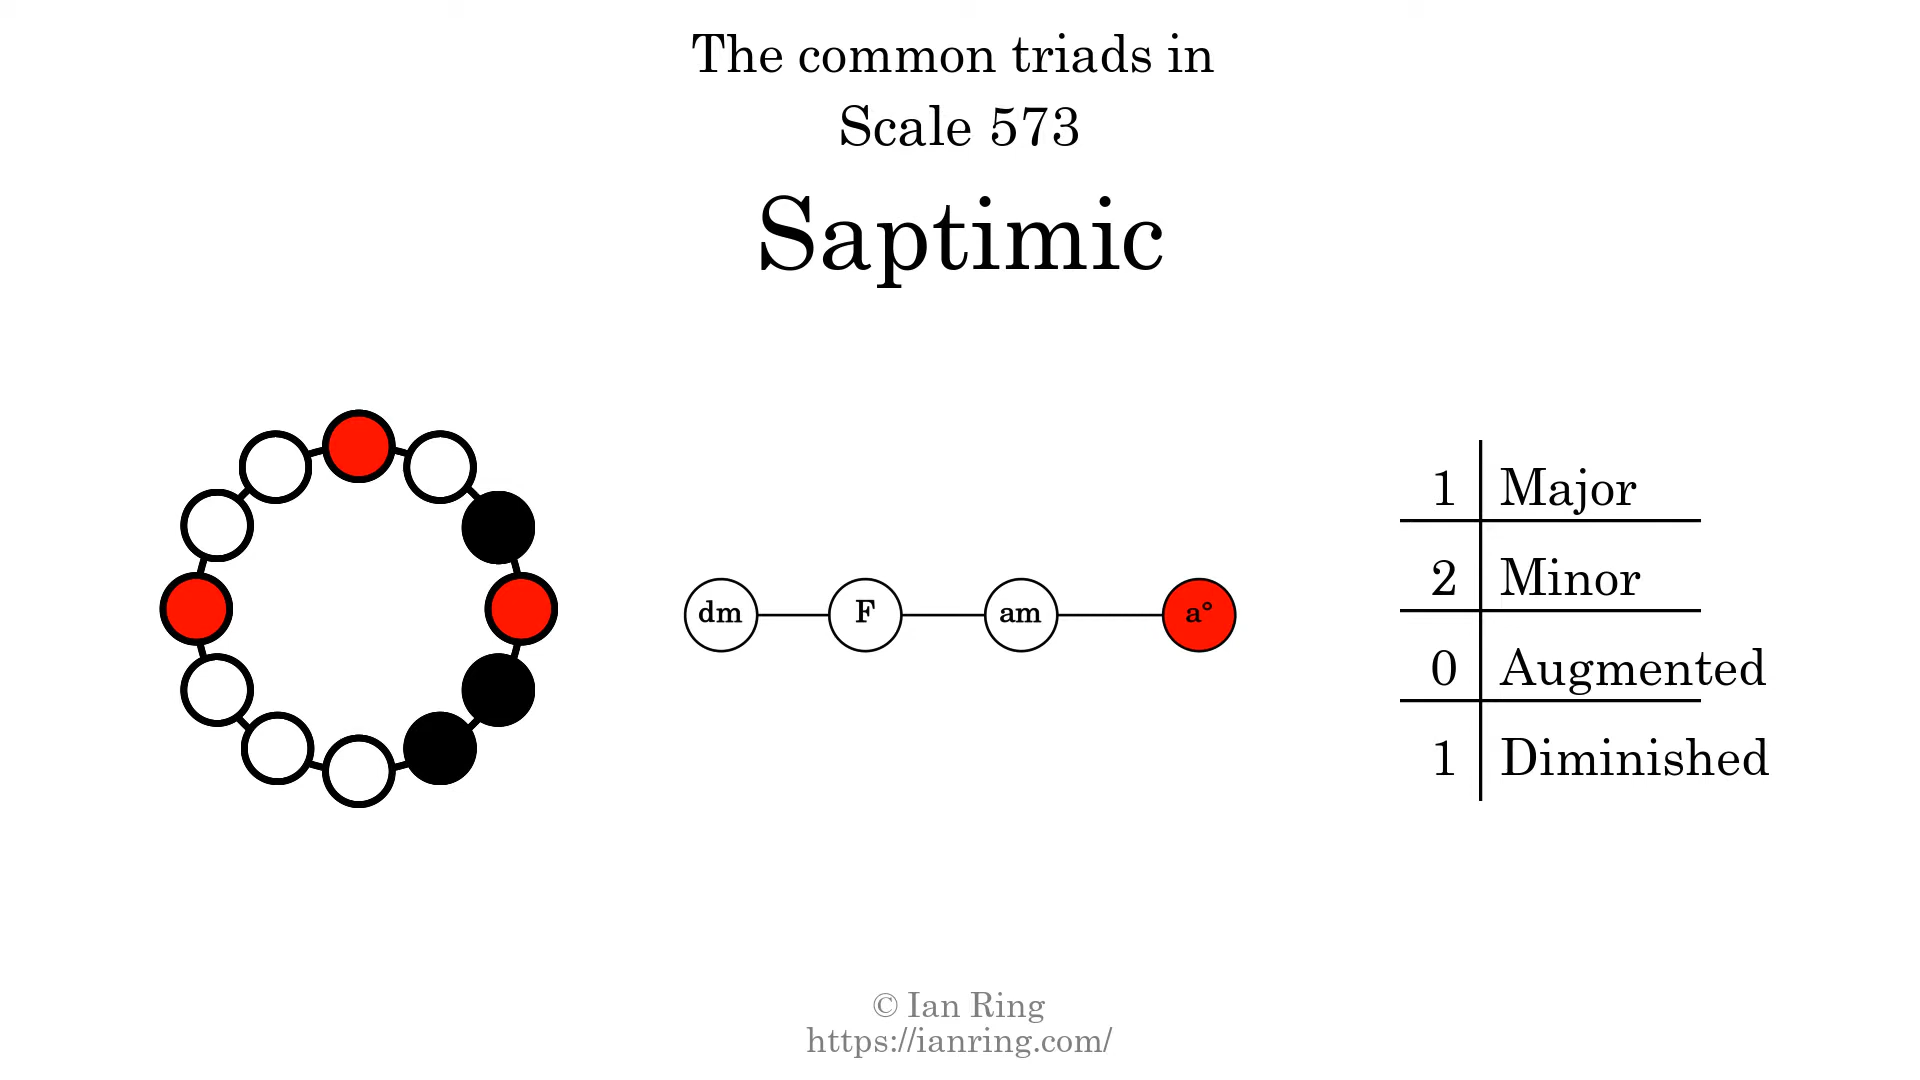 The common triads in
Scale 573
Saptimic
dm F am a°
1 Major
2 Minor
0 Augmented
1 Diminished
© Ian Ring
https://ianring.com/